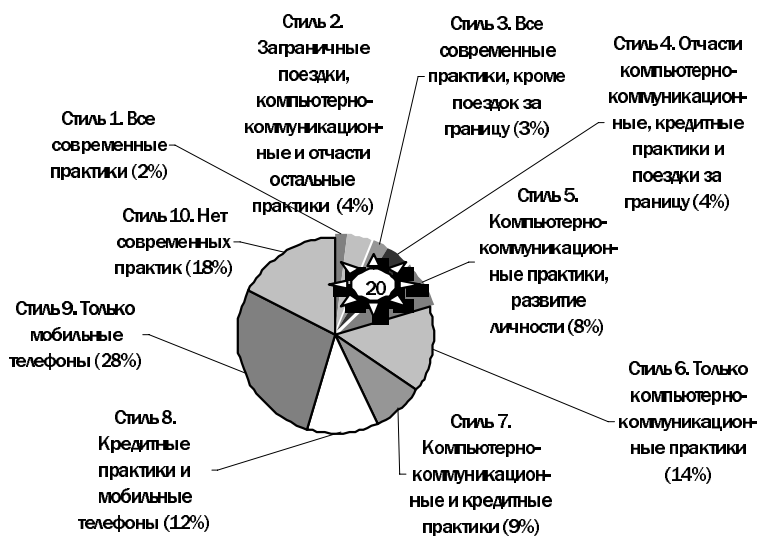 Стиль 2.
Заграничные
поездки,
компьютерно-
коммуникацион-
ные и отчасти
остальные
практики (4%)
Стиль 3. Все
современные
практики, кроме
поездок за
границу (3%)
Стиль 4. Отчасти
компьютерно-
коммуникацион-
ные, кредитные
практики и
поездки за
границу (4%)
Стиль 1. Все
современные
практики (2%)
Стиль 5.
Компьютерно-
коммуникацион-
ные практики,
развитие
личности (8%)
Стиль 10. Нет
современных
практик (18%)
20
Стиль 9. Только
мобильные
телефоны (28%)
Стиль 6. Только
компьютерно-
коммуникацион-
ные практики
(14%)
Стиль 8.
Кредитные
практики и
мобильные
телефоны (12%)
Стиль 7.
Компьютерно-
коммуникацион-
ные и кредитные
практики (9%)